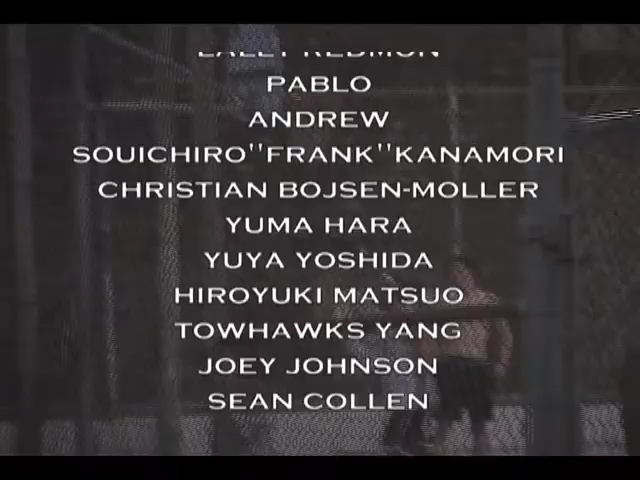 PABLO
ANDREW
SOUICHIRO"FRANK"KANAMORI
CHRISTIAN BOJSEN-MOLLER
YUMA HARA
YUYA YOSHIDA
HIROYUKI MATSUO
TOWHAWKS YANG
JOEY JOHNSON
SEAN COLLEN